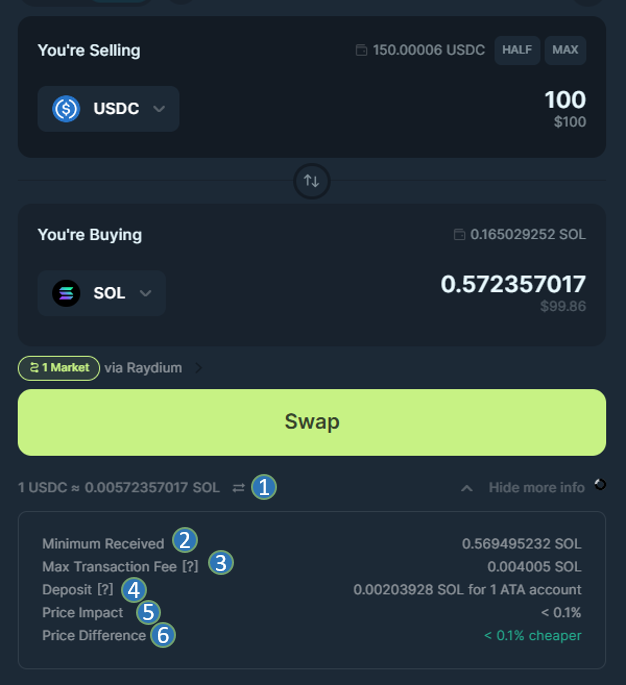 You're Selling 150.00006 USDC HALF MAX
USDC 100
$100
You're Buying 0.165029252 SOL
SOL 0.572357017
$99.86
1 Market via Raydium
Swap
1 USDC ≈ 0.00572357017 SOL 1 Hide more info
Minimum Received 2 0.569495232 SOL
Max Transaction Fee [?] 3 0.004005 SOL
Deposit [?] 4 0.00203928 SOL for 1 ATA account
Price Impact 5 < 0.1%
Price Difference 6 < 0.1% cheaper